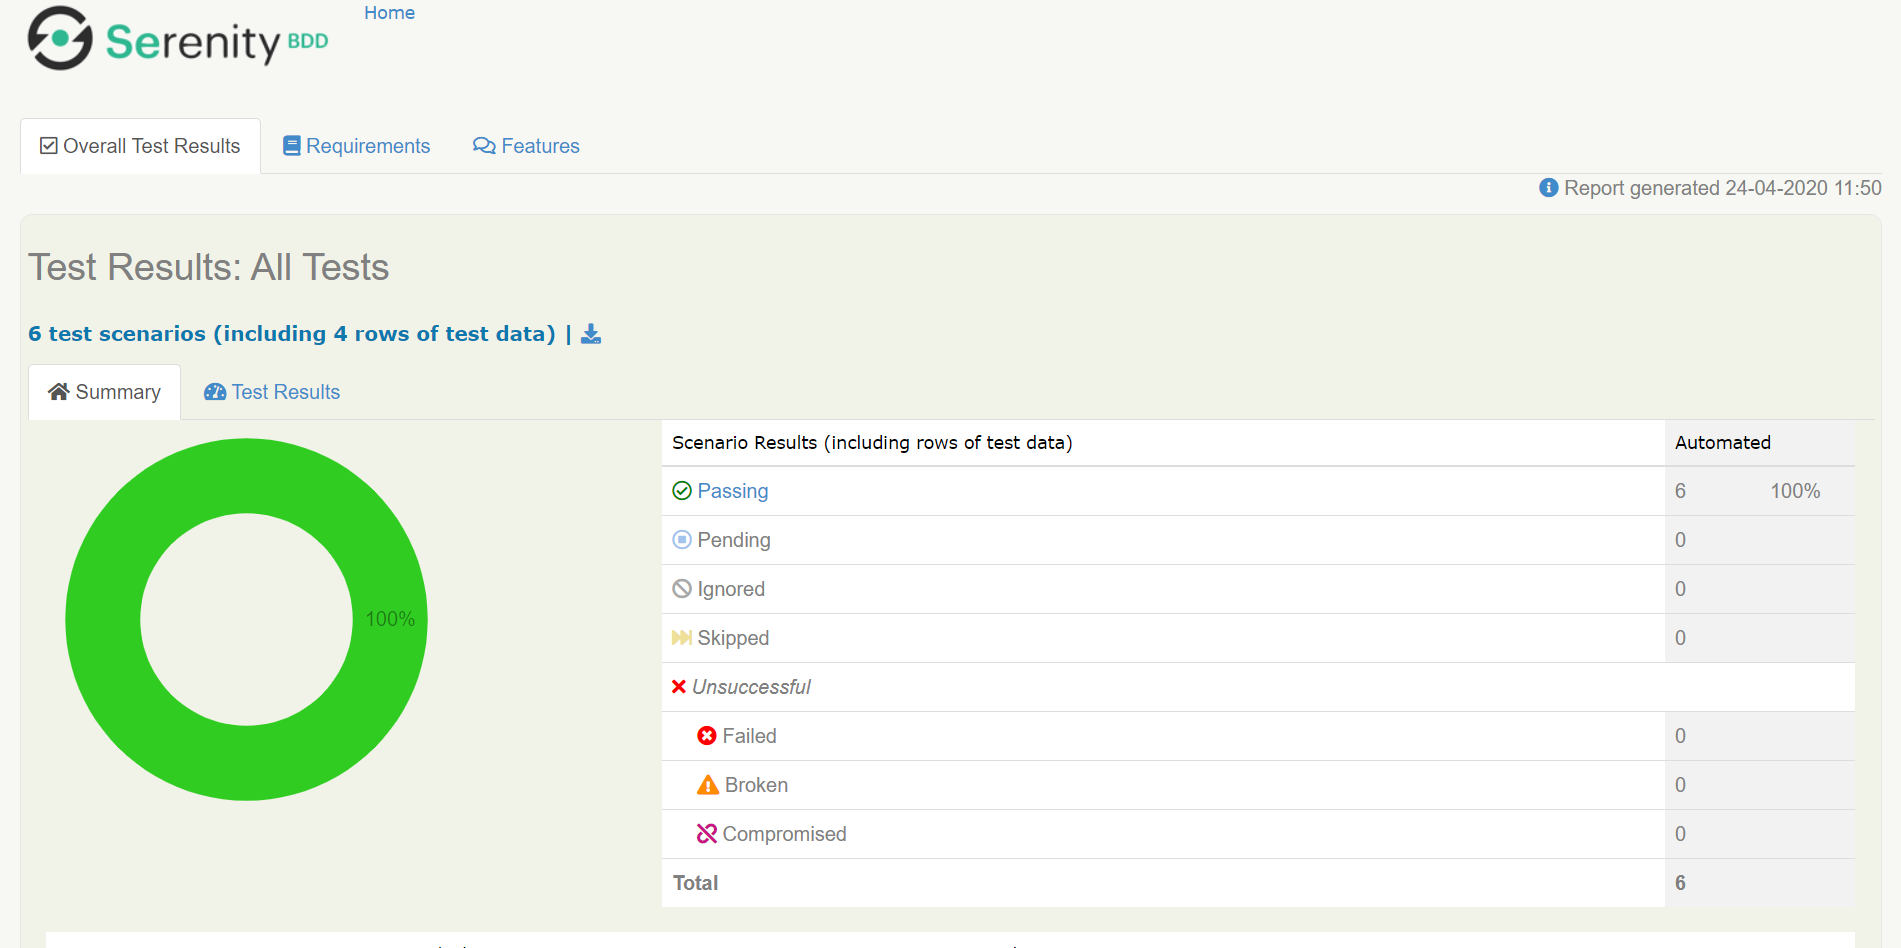 Home
Serenity BDD
Overall Test Results Requirements Features
Report generated 24-04-2020 11:50
Test Results: All Tests
6 test scenarios (including 4 rows of test data) |
Summary Test Results
Scenario Results (including rows of test data) Automated
Passing 6 100%
Pending 0
Ignored 0
100%
Skipped 0
Unsuccessful
Failed 0
Broken 0
Compromised 0
Total 6